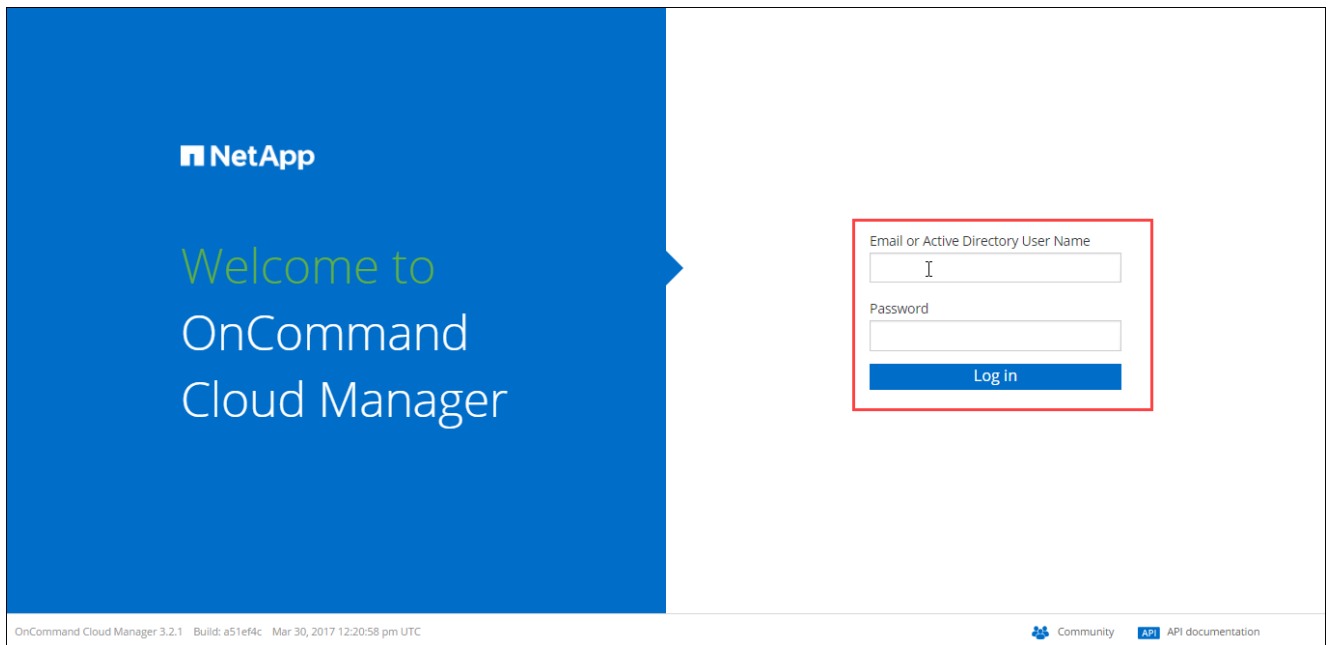 NetApp
Welcome to
OnCommand
Cloud Manager
Email or Active Directory User Name
Password
Log in
OnCommand Cloud Manager 3.2.1 Build: a51ef4c Mar 30, 2017 12:20:58 pm UTC
Community API API documentation